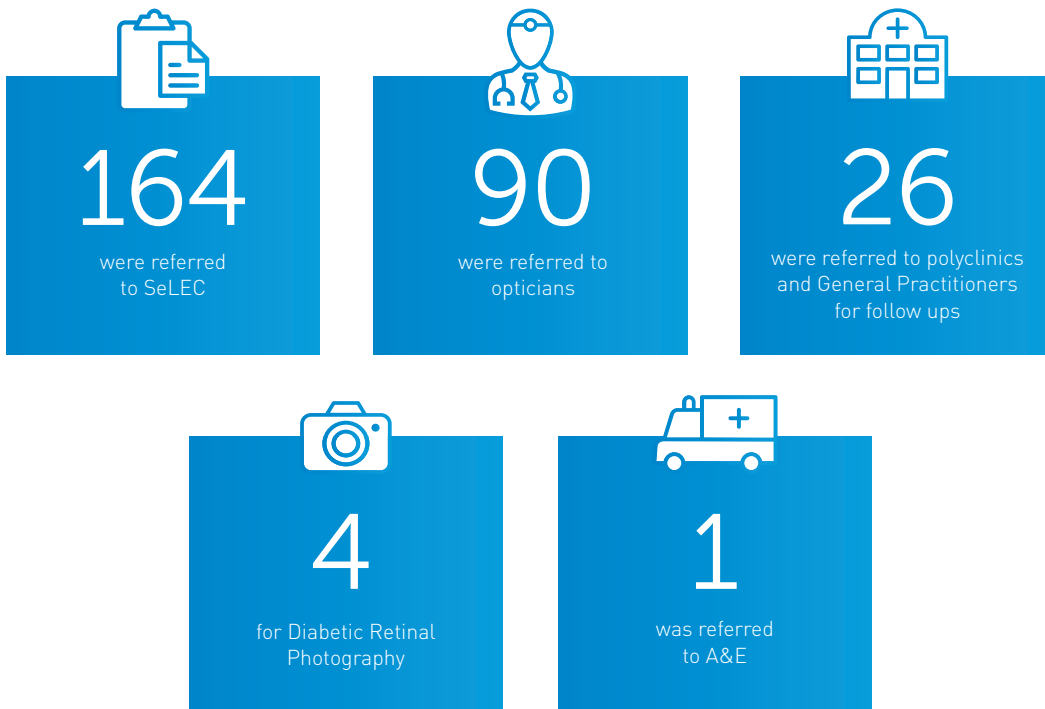 164
were referred
to SeLEC
90
were referred to
opticians
26
were referred to polyclinics
and General Practitioners
for follow ups
4
for Diabetic Retinal
Photography
1
was referred
to A&E